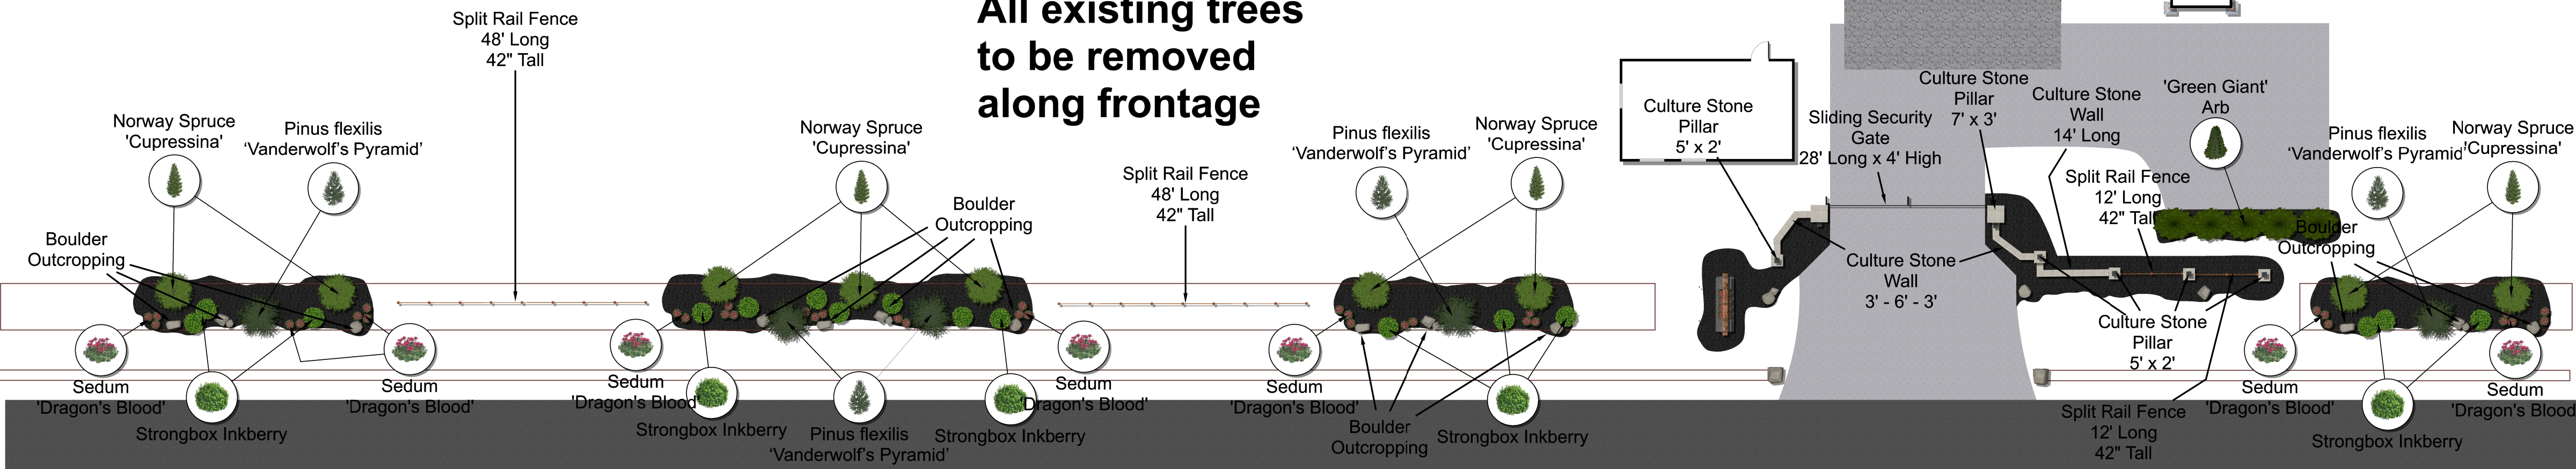 All existing trees
to be removed
along frontage
Split Rail Fence
48' Long
42" Tall
Norway Spruce
'Cupressina'
Pinus flexilis
‘Vanderwolf’s Pyramid’
Boulder
Outcropping
Sedum
'Dragon's Blood'
Strongbox Inkberry
Sedum
'Dragon's Blood'
Norway Spruce
'Cupressina'
Boulder
Outcropping
Sedum
'Dragon's Blood'
Strongbox Inkberry
Pinus flexilis
‘Vanderwolf’s Pyramid’
Strongbox Inkberry
Sedum
'Dragon's Blood'
Split Rail Fence
48' Long
42" Tall
Pinus flexilis
‘Vanderwolf’s Pyramid’
Norway Spruce
'Cupressina'
Sedum
'Dragon's Blood'
Boulder
Outcropping
Strongbox Inkberry
Culture Stone
Pillar
5' x 2'
Sliding Security
Gate
28' Long x 4' High
Culture Stone
Pillar
7' x 3'
Culture Stone
Wall
14' Long
'Green Giant'
Arb
Split Rail Fence
12' Long
42" Tall
Culture Stone
Wall
3' - 6' - 3'
Culture Stone
Pillar
5' x 2'
Split Rail Fence
12' Long
42" Tall
Pinus flexilis
‘Vanderwolf’s Pyramid’
Norway Spruce
'Cupressina'
Boulder
Outcropping
Sedum
'Dragon's Blood'
Strongbox Inkberry
Sedum
'Dragon's Blood'